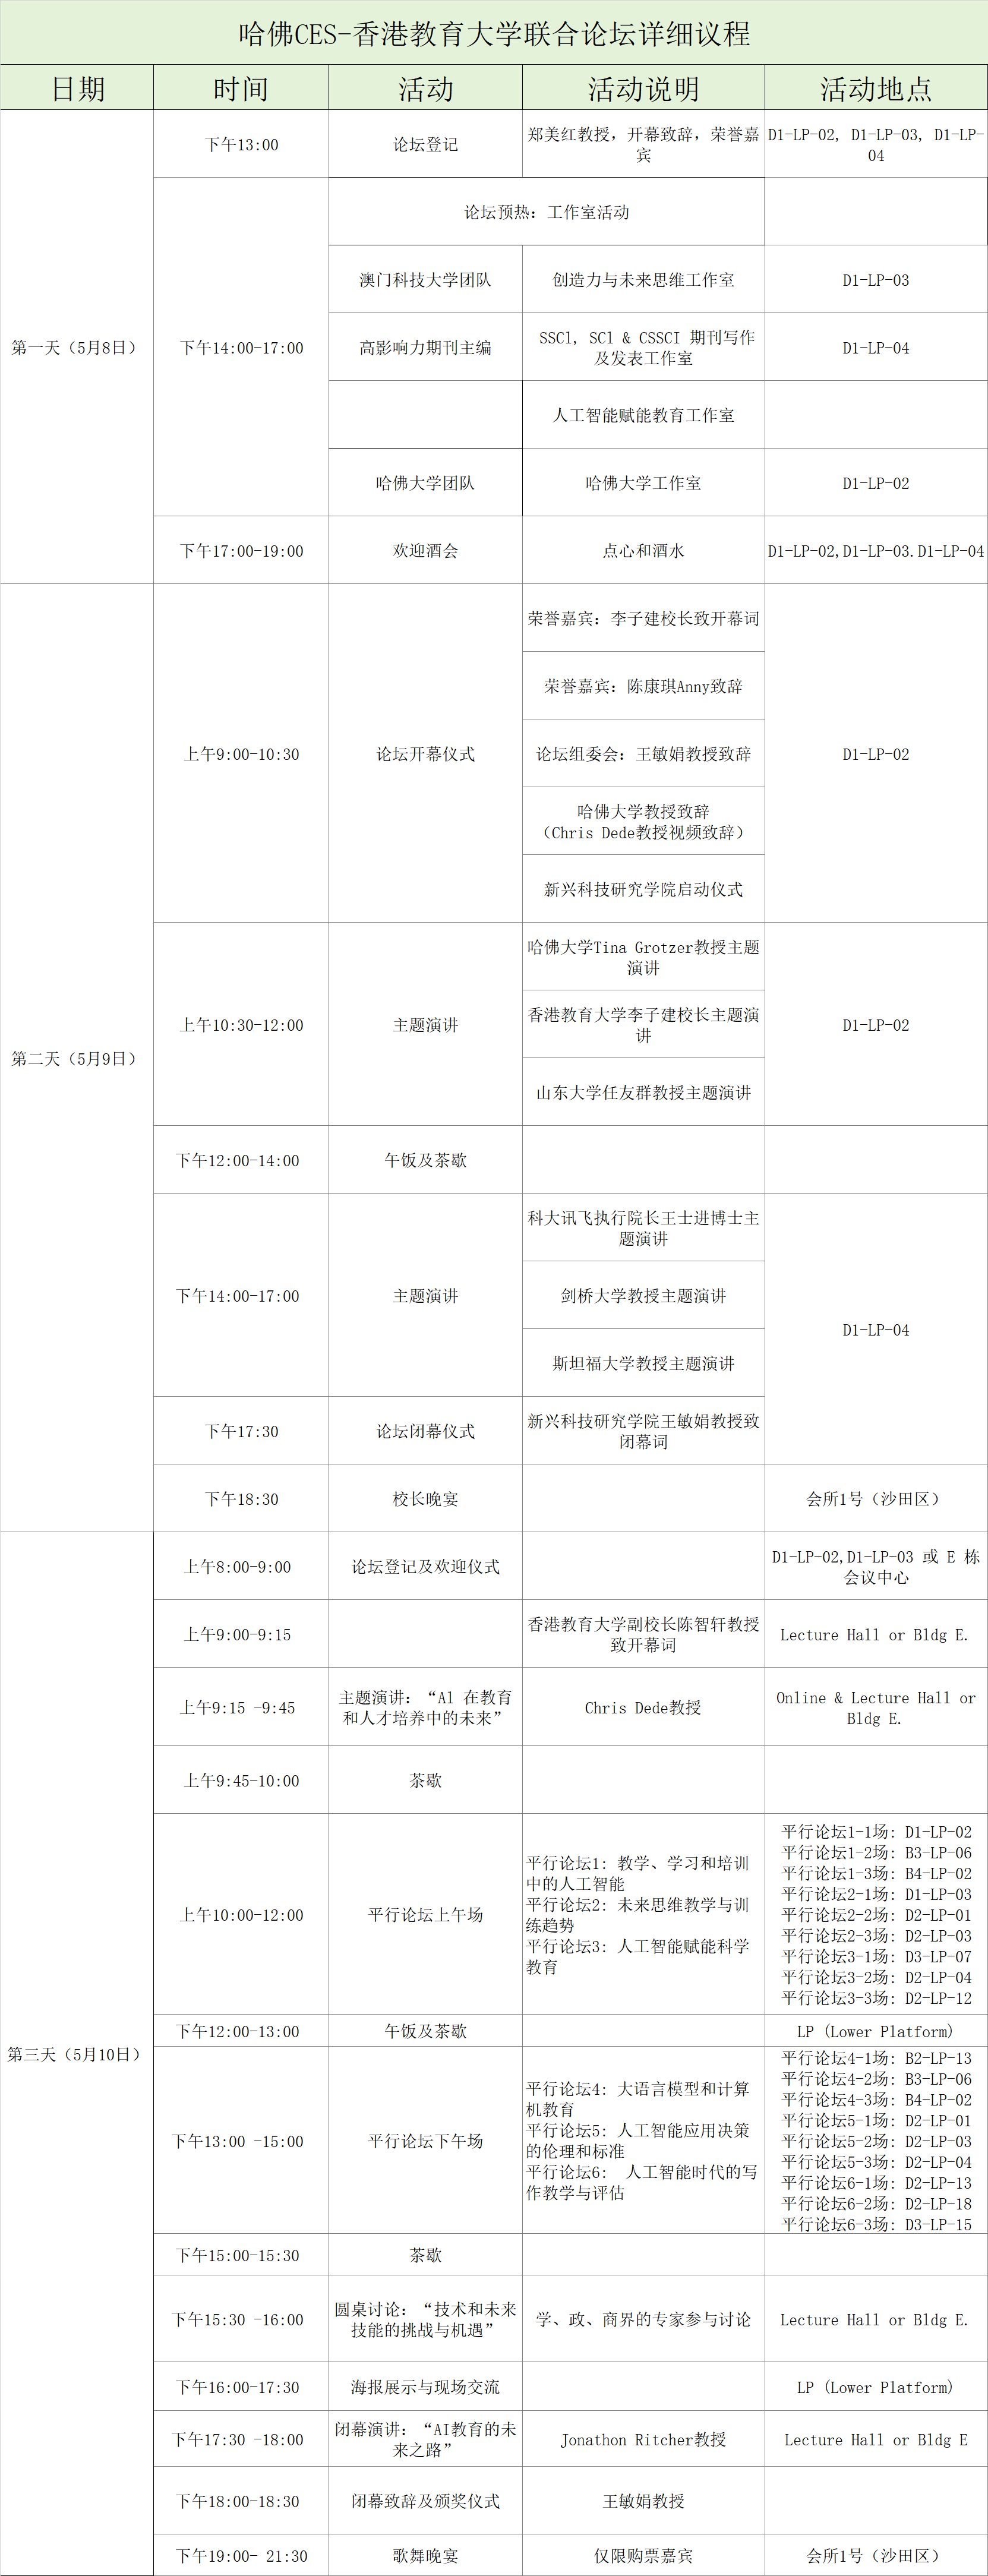 哈佛CES-香港教育大学联合论坛详细议程
日期
时间
活动
活动说明
活动地点
第一天（5月8日）
下午13:00
论坛登记
郑美红教授，开幕致辞，荣誉嘉
宾
D1-LP-02, D1-LP-03, D1-LP-
04
下午14:00-17:00
论坛预热：工作室活动
澳门科技大学团队
创造力与未来思维工作室
D1-LP-03
高影响力期刊主编
SSCl, SCl & CSSCI 期刊写作
及发表工作室
D1-LP-04
人工智能赋能教育工作室
哈佛大学团队
哈佛大学工作室
D1-LP-02
下午17:00-19:00
欢迎酒会
点心和酒水
D1-LP-02,D1-LP-03.D1-LP-04
第二天（5月9日）
上午9:00-10:30
论坛开幕仪式
荣誉嘉宾：李子建校长致开幕词
荣誉嘉宾：陈康琪Anny致辞
论坛组委会：王敏娟教授致辞
哈佛大学教授致辞
（Chris Dede教授视频致辞）
新兴科技研究学院启动仪式
D1-LP-02
上午10:30-12:00
主题演讲
哈佛大学Tina Grotzer教授主题
演讲
香港教育大学李子建校长主题演
讲
山东大学任友群教授主题演讲
D1-LP-02
下午12:00-14:00
午饭及茶歇
下午14:00-17:00
主题演讲
科大讯飞执行院长王士进博士主
题演讲
剑桥大学教授主题演讲
斯坦福大学教授主题演讲
D1-LP-04
下午17:30
论坛闭幕仪式
新兴科技研究学院王敏娟教授致
闭幕词
下午18:30
校长晚宴
会所1号（沙田区）
第三天（5月10日）
上午8:00-9:00
论坛登记及欢迎仪式
D1-LP-02,D1-LP-03 或 E 栋
会议中心
上午9:00-9:15
香港教育大学副校长陈智轩教授
致开幕词
Lecture Hall or Bldg E.
上午9:15 -9:45
主题演讲：“Al 在教育
和人才培养中的未来”
Chris Dede教授
Online & Lecture Hall or
Bldg E.
上午9:45-10:00
茶歇
上午10:00-12:00
平行论坛上午场
平行论坛1: 教学、学习和培训
中的人工智能
平行论坛2: 未来思维教学与训
练趋势
平行论坛3: 人工智能赋能科学
教育
平行论坛1-1场: D1-LP-02
平行论坛1-2场: B3-LP-06
平行论坛1-3场: B4-LP-02
平行论坛2-1场: D1-LP-03
平行论坛2-2场: D2-LP-01
平行论坛2-3场: D2-LP-03
平行论坛3-1场: D3-LP-07
平行论坛3-2场: D2-LP-04
平行论坛3-3场: D2-LP-12
下午12:00-13:00
午饭及茶歇
LP (Lower Platform)
下午13:00 -15:00
平行论坛下午场
平行论坛4: 大语言模型和计算
机教育
平行论坛5: 人工智能应用决策
的伦理和标准
平行论坛6: 人工智能时代的写
作教学与评估
平行论坛4-1场: B2-LP-13
平行论坛4-2场: B3-LP-06
平行论坛4-3场: B4-LP-02
平行论坛5-1场: D2-LP-01
平行论坛5-2场: D2-LP-03
平行论坛5-3场: D2-LP-04
平行论坛6-1场: D2-LP-13
平行论坛6-2场: D2-LP-18
平行论坛6-3场: D3-LP-15
下午15:00-15:30
茶歇
下午15:30 -16:00
圆桌讨论：“技术和未来
技能的挑战与机遇”
学、政、商界的专家参与讨论
Lecture Hall or Bldg E.
下午16:00-17:30
海报展示与现场交流
LP (Lower Platform)
下午17:30 -18:00
闭幕演讲：“AI教育的未
来之路”
Jonathon Ritcher教授
Lecture Hall or Bldg E
下午18:00-18:30
闭幕致辞及颁奖仪式
王敏娟教授
下午19:00- 21:30
歌舞晚宴
仅限购票嘉宾
会所1号（沙田区）